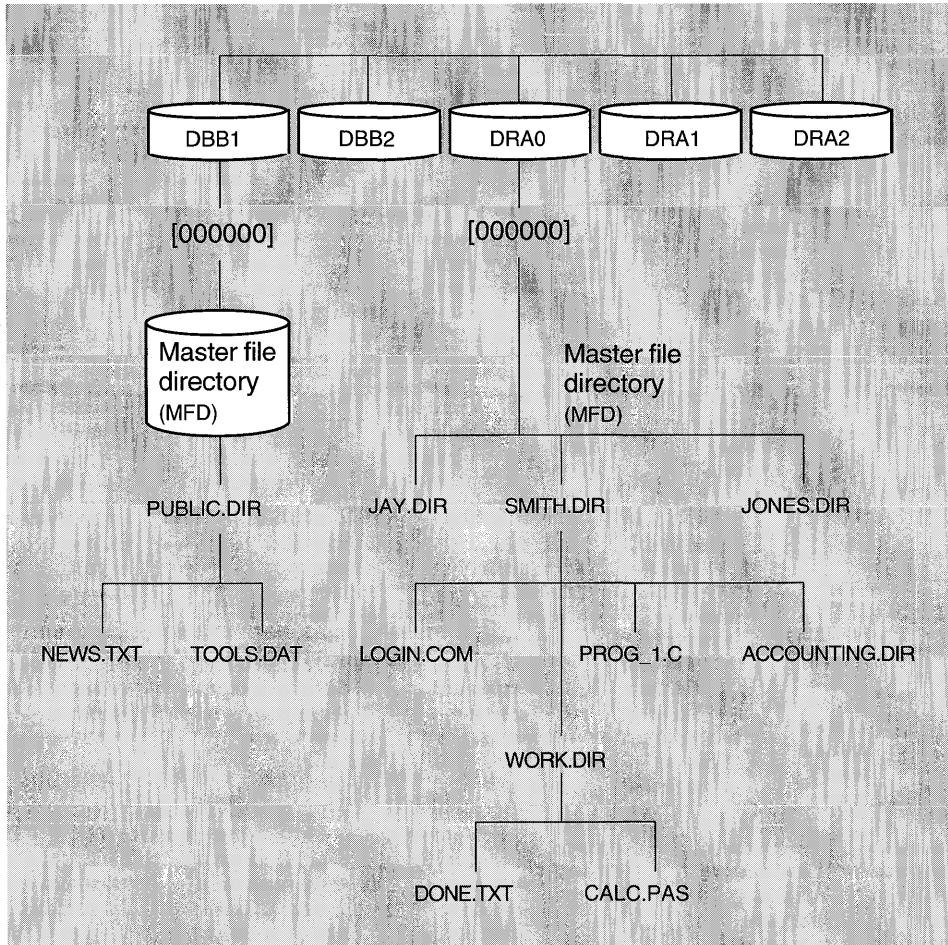 DBB1
DBB2
DRA0
DRA1
DRA2
[000000]
[000000]
Master file
directory
(MFD)
Master file
directory
(MFD)
PUBLIC.DIR
JAY.DIR
SMITH.DIR
JONES.DIR
NEWS.TXT
TOOLS.DAT
LOGIN.COM
PROG_1.C
ACCOUNTING.DIR
WORK.DIR
DONE.TXT
CALC.PAS